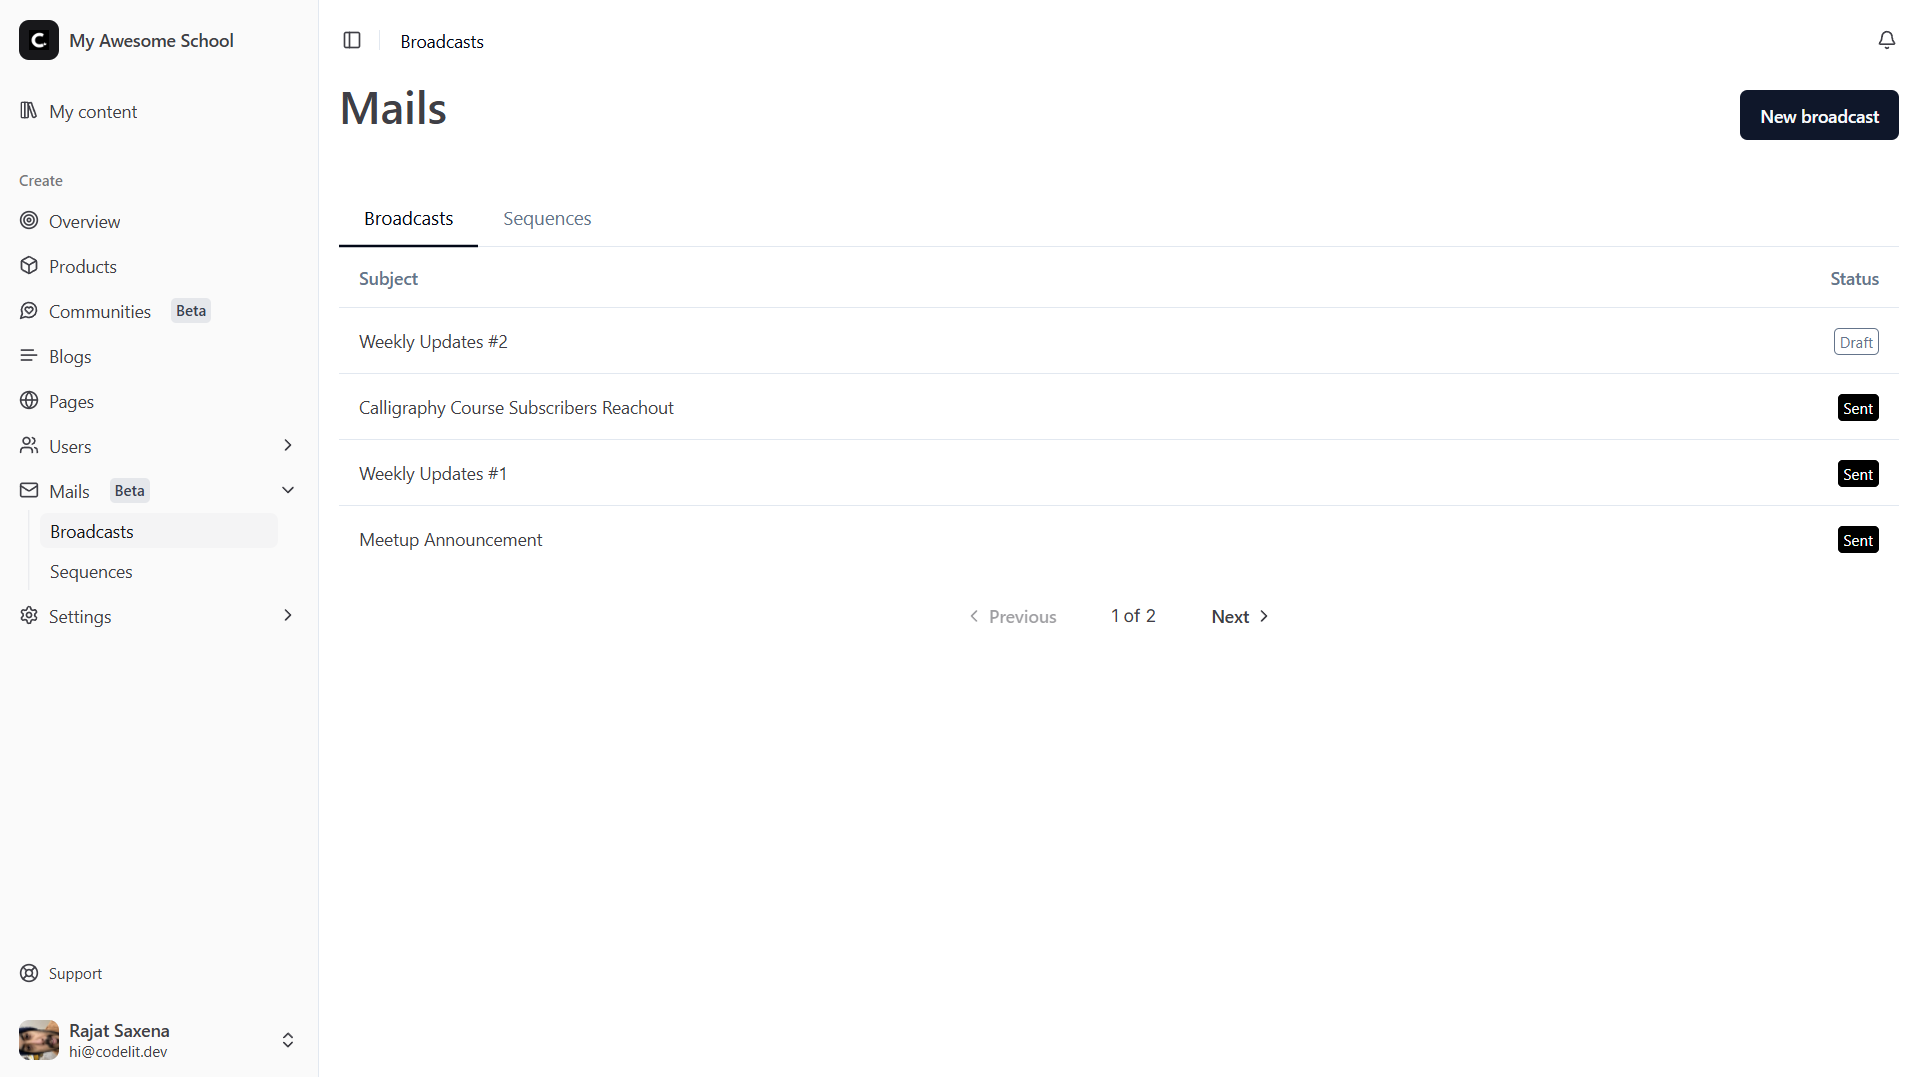 C.
My Awesome School
My content
Create
Overview
Products
Communities Beta
Blogs
Pages
Users
Mails Beta
Broadcasts
Sequences
Settings
Support
Rajat Saxena
hi@codelit.dev
Broadcasts
Mails
New broadcast
Broadcasts Sequences
Subject Status
Weekly Updates #2 Draft
Calligraphy Course Subscribers Reachout Sent
Weekly Updates #1 Sent
Meetup Announcement Sent
Previous 1 of 2 Next